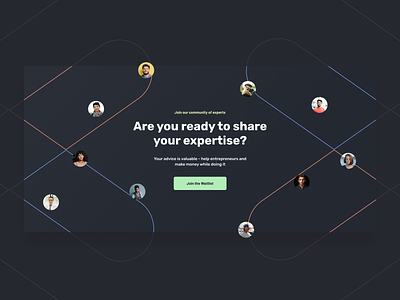 Join our community of experts
Are you ready to share
your expertise?
Your advice is valuable - help entrepreneurs and
make money while doing it
Join the Waitlist